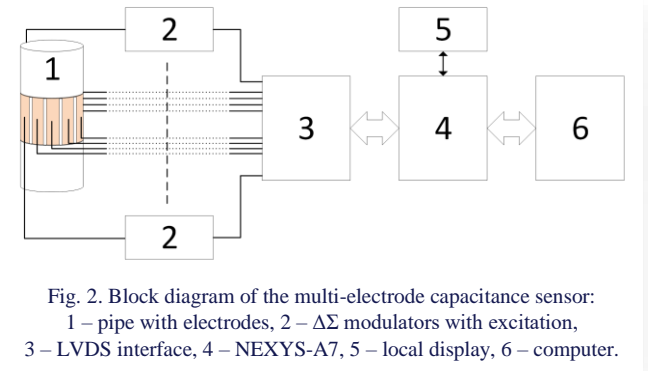 2
5
1
3
4
6
2
Fig. 2. Block diagram of the multi-electrode capacitance sensor:
1 – pipe with electrodes, 2 – ΔΣ modulators with excitation,
3 – LVDS interface, 4 – NEXYS-A7, 5 – local display, 6 – computer.